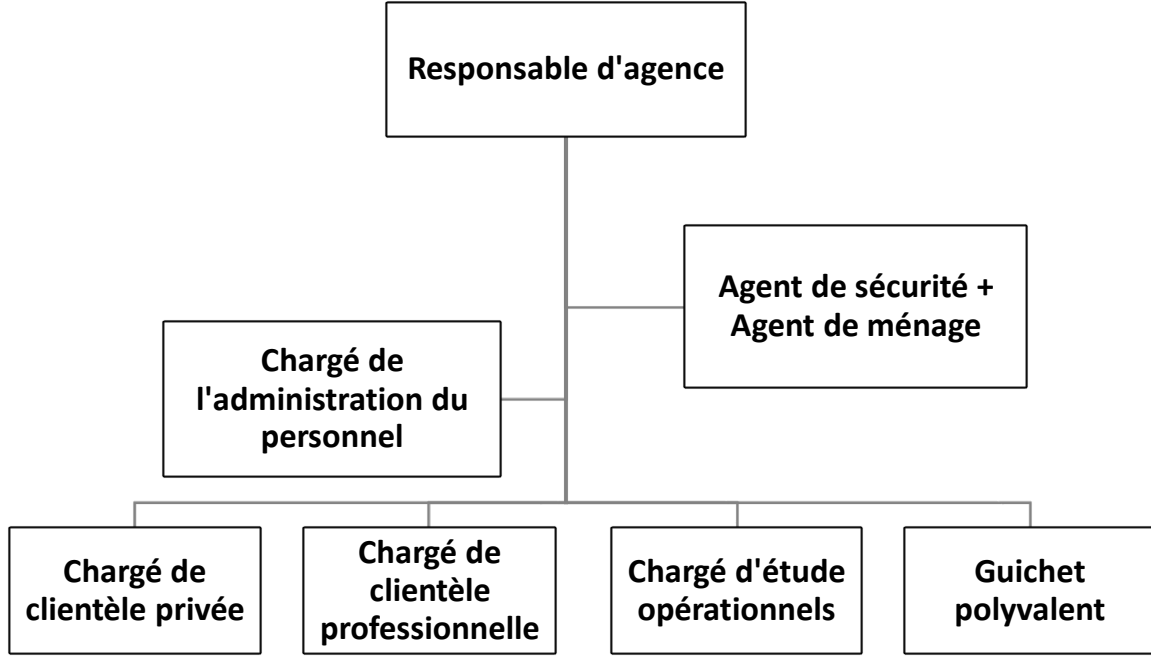 Responsable d'agence
Agent de sécurité +
Agent de ménage
Chargé de
l'administration du
personnel
Chargé de
clientèle privée
Chargé de
clientèle
professionnelle
Chargé d'étude
opérationnels
Guichet
polyvalent